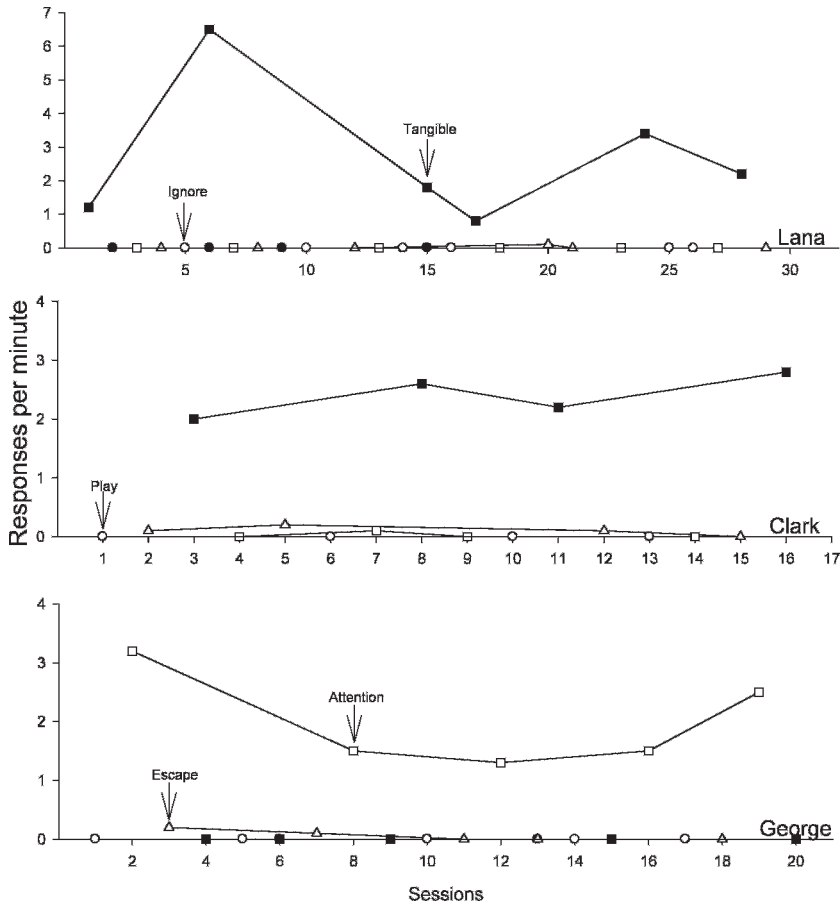 Responses per minute
7
6
5
4
3
2
1
0
Tangible
Ignore
Lana
5 10 15 20 25 30
4
3
2
1
0
Play
Clark
1 2 3 4 5 6 7 8 9 10 11 12 13 14 15 16 17
4
3
2
1
0
Attention
Escape
George
2 4 6 8 10 12 14 16 18 20
Sessions